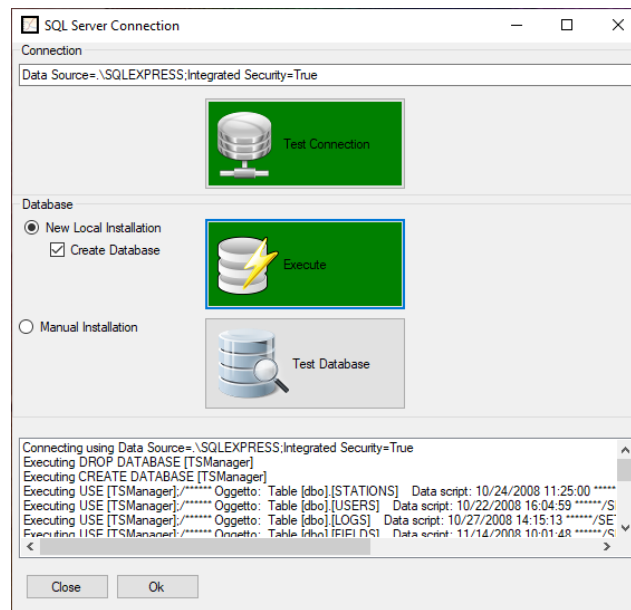 SQL Server Connection
Connection
Data Source=.\SQLEXPRESS;Integrated Security=True
Test Connection
Database
New Local Installation
Create Database
Execute
Manual Installation
Test Database
Connecting using Data Source=.\SQLEXPRESS;Integrated Security=True
Executing DROP DATABASE [TSManager]
Executing CREATE DATABASE [TSManager]
Executing USE [TSManager];/****** Oggetto: Table [dbo].[STATIONS] Data script: 10/24/2008 11:25:00 *****
Executing USE [TSManager];/****** Oggetto: Table [dbo].[USERS] Data script: 10/22/2008 16:04:59 ******/SI
Executing USE [TSManager];/****** Oggetto: Table [dbo].[LOGS] Data script: 10/27/2008 14:15:13 ******/SE
Executing USE [TSManager];/****** Oggetto: Table [dbo].[FIELDS] Data script: 11/14/2008 10:01:48 ******/S
Close Ok